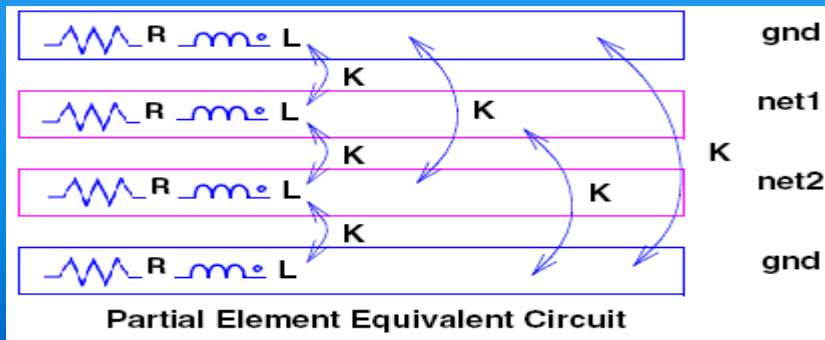 R L gnd
K
R L K net1
K K
R L K net2
K
R L gnd
Partial Element Equivalent Circuit